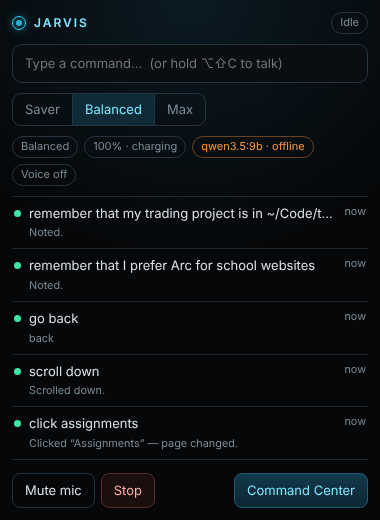 JARVIS Idle
Type a command... (or hold ⌥⇧C to talk)
Saver Balanced Max
Balanced 100% · charging qwen3.5:9b · offline
Voice off
remember that my trading project is in ~/Code/t... now
Noted.
remember that I prefer Arc for school websites now
Noted.
go back now
back
scroll down now
Scrolled down.
click assignments now
Clicked “Assignments” — page changed.
Mute mic Stop Command Center